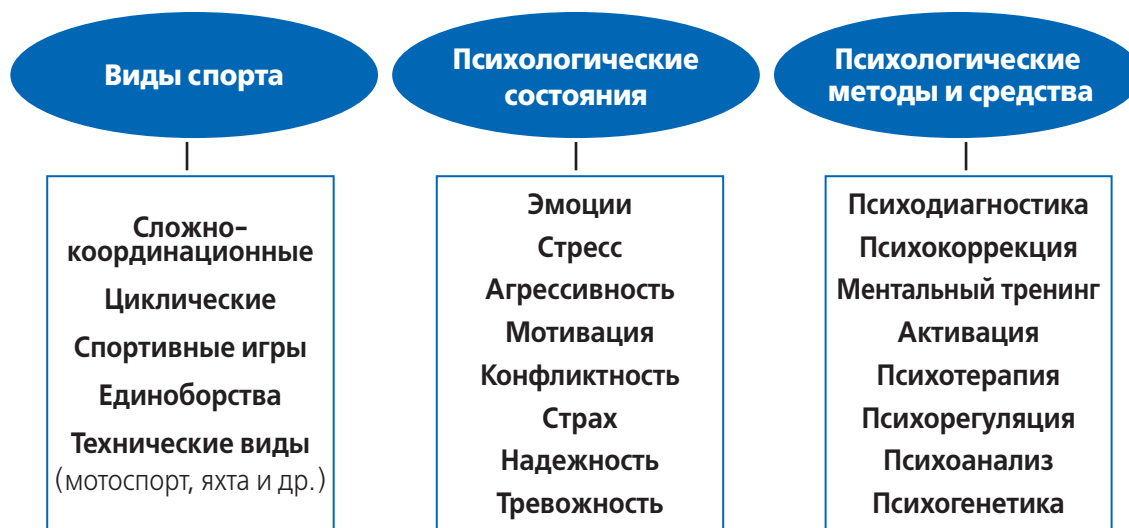 Виды спорта
Сложно-
координационные
Циклические
Спортивные игры
Единоборства
Технические виды
(мотоспорт, яхта и др.)
Психологические
состояния
Эмоции
Стресс
Агрессивность
Мотивация
Конфликтность
Страх
Надежность
Тревожность
Психологические
методы и средства
Психодиагностика
Психокоррекция
Ментальный тренинг
Активация
Психотерапия
Психорегуляция
Психоанализ
Психогенетика